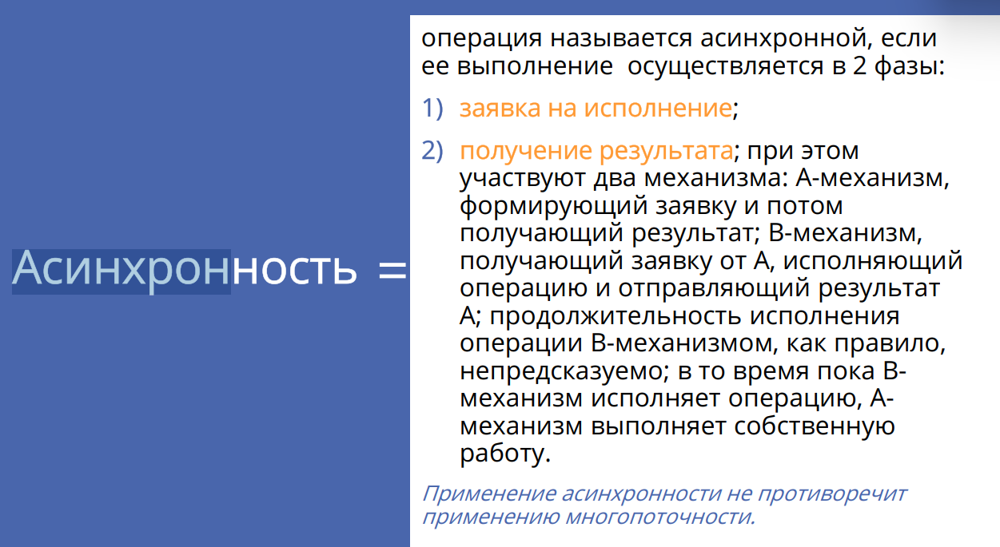 Асинхронность =
операция называется асинхронной, если
ее выполнение  осуществляется в 2 фазы:
1) заявка на исполнение;
2) получение результата; при этом
участвуют два механизма: А-механизм,
формирующий заявку и потом
получающий результат; В-механизм,
получающий заявку от А, исполняющий
операцию и отправляющий результат
А; продолжительность исполнения
операции В-механизмом, как правило,
непредсказуемо; в то время пока В-
механизм исполняет операцию, А-
механизм выполняет собственную
работу.
Применение асинхронности не противоречит
применению многопоточности.